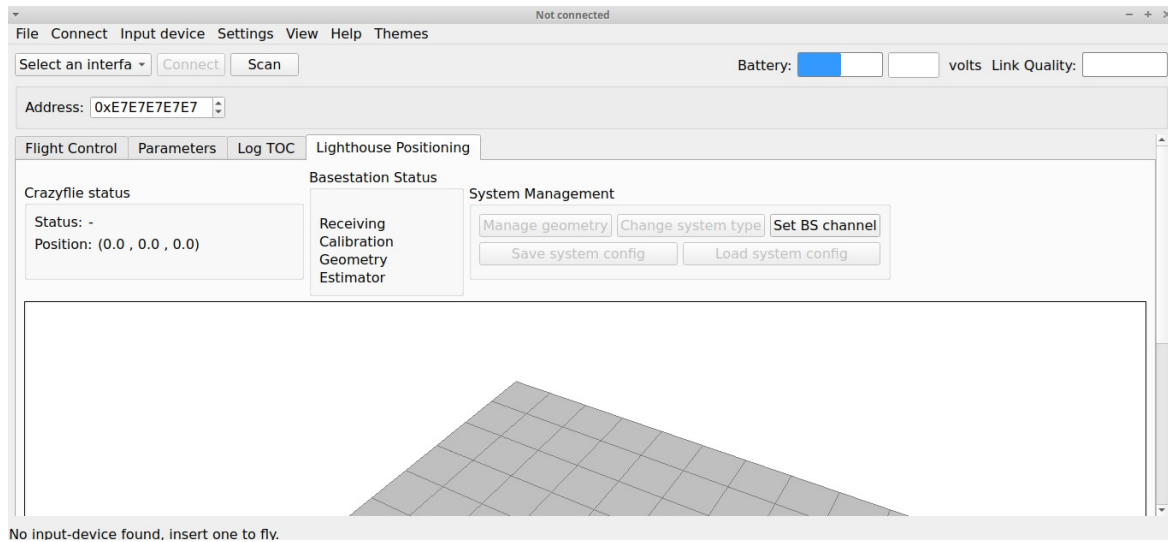 Not connected
File Connect Input device Settings View Help Themes
Select an interfa Connect Scan Battery: volts Link Quality:
Address: 0xE7E7E7E7E7
Flight Control Parameters Log TOC Lighthouse Positioning
Crazyflie status
Status: -
Position: (0.0 , 0.0 , 0.0)
Basestation Status
Receiving
Calibration
Geometry
Estimator
System Management
Manage geometry Change system type Set BS channel
Save system config Load system config
No input-device found, insert one to fly.